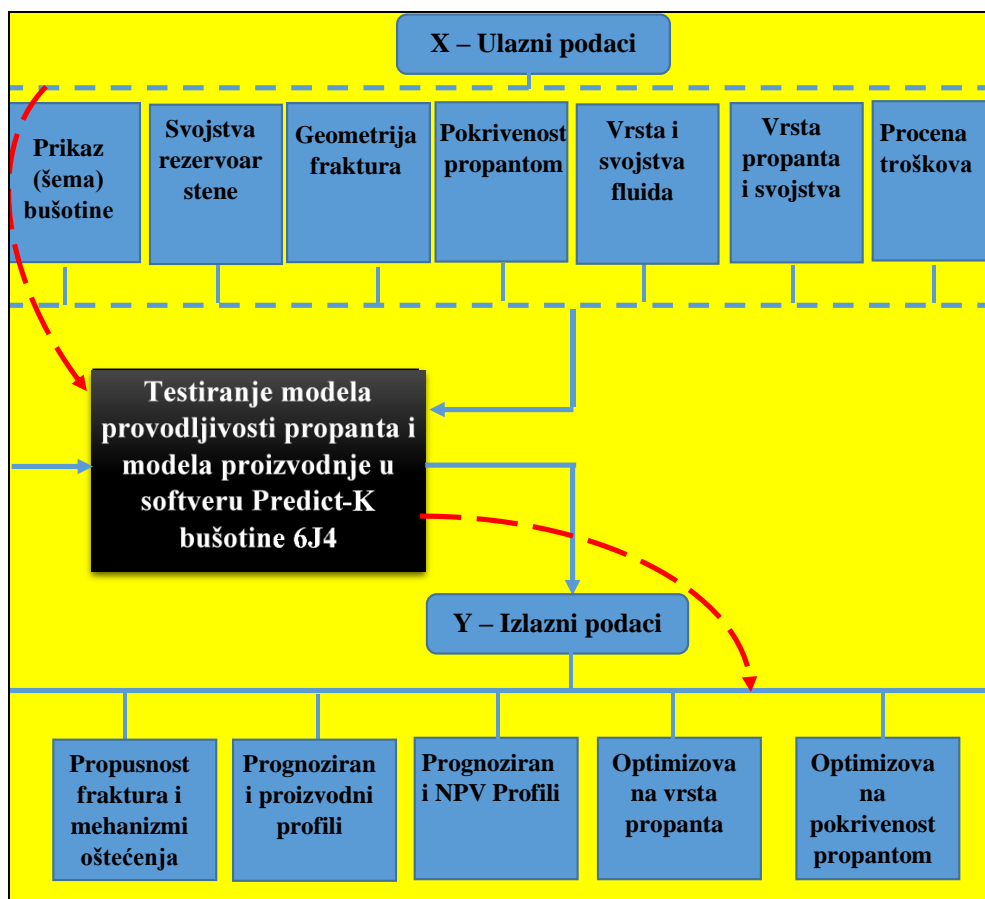 X – Ulazni podaci
Prikaz
(šema)
bušotine
Svojstva
rezervoar
stene
Geometrija
fraktura
Pokrivenost
propantom
Vrsta i
svojstva
fluida
Vrsta
propanta
i svojstva
Procena
troškova
Testiranje modela
provodljivosti propanta i
modela proizvodnje u
softveru Predict-K
bušotine 6J4
Y – Izlazni podaci
Propusnost
fraktura i
mehanizmi
oštećenja
Prognoziran
i proizvodni
profili
Prognoziran
i NPV Profili
Optimizova
na vrsta
propanta
Optimizova
na
pokrivenost
propantom